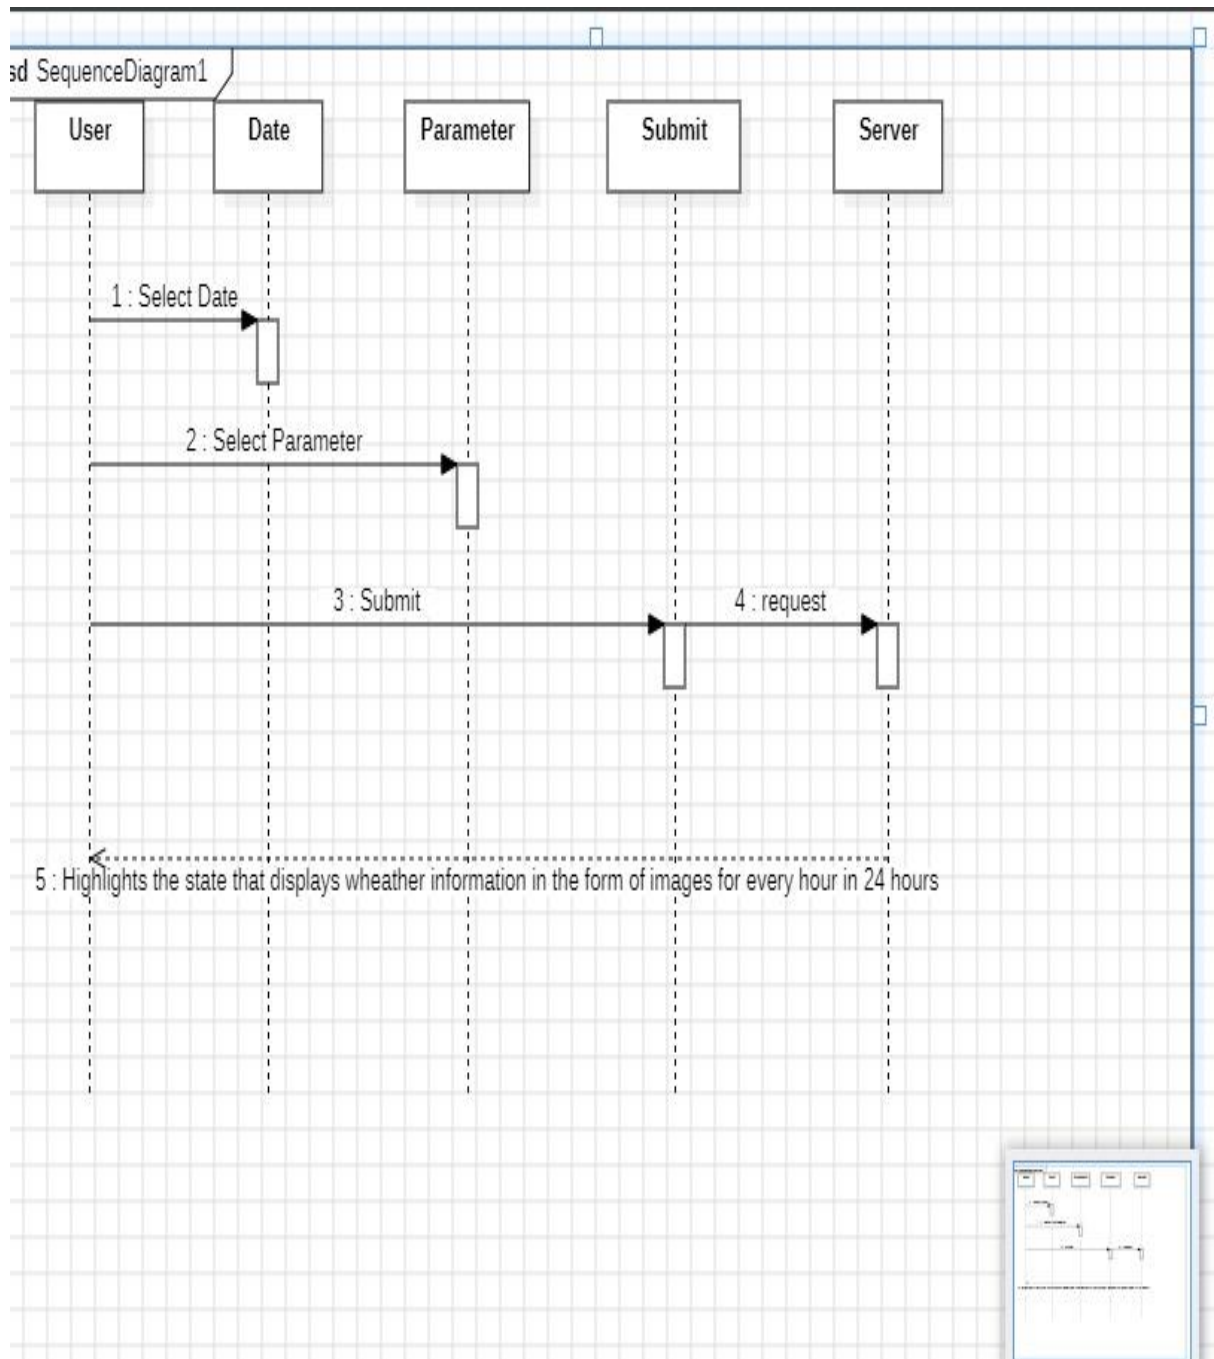 sd SequenceDiagram1
User
Date
Parameter
Submit
Server
1 : Select Date
2 : Select Parameter
3 : Submit
4 : request
5 : Highlights the state that displays wheather information in the form of images for every hour in 24 hours